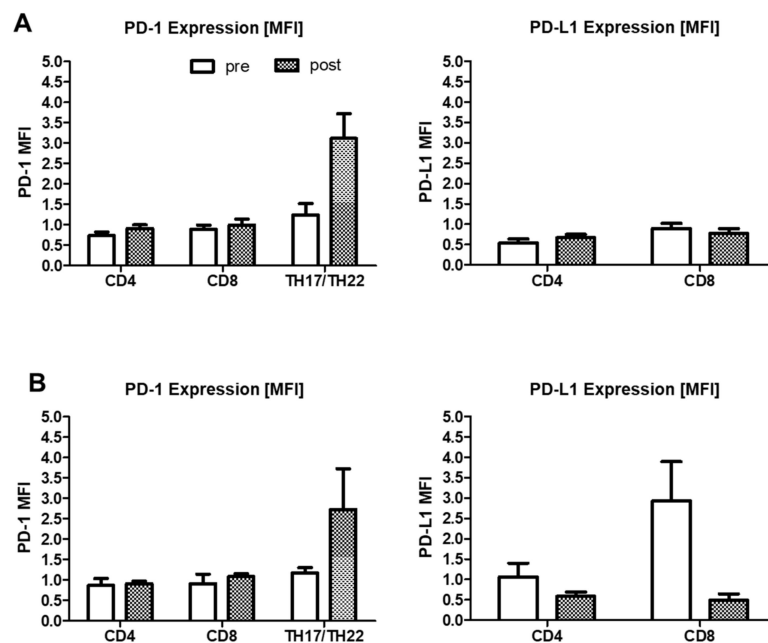 A
PD-1 Expression [MFI]
pre
post
PD-1 MFI
5.0
4.5
4.0
3.5
3.0
2.5
2.0
1.5
1.0
0.5
0.0
CD4
CD8
TH17/TH22
PD-L1 Expression [MFI]
PD-L1 MFI
5.0
4.5
4.0
3.5
3.0
2.5
2.0
1.5
1.0
0.5
0.0
CD4
CD8
B
PD-1 Expression [MFI]
PD-1 MFI
5.0
4.5
4.0
3.5
3.0
2.5
2.0
1.5
1.0
0.5
0.0
CD4
CD8
TH17/TH22
PD-L1 Expression [MFI]
PD-L1 MFI
5.0
4.5
4.0
3.5
3.0
2.5
2.0
1.5
1.0
0.5
0.0
CD4
CD8